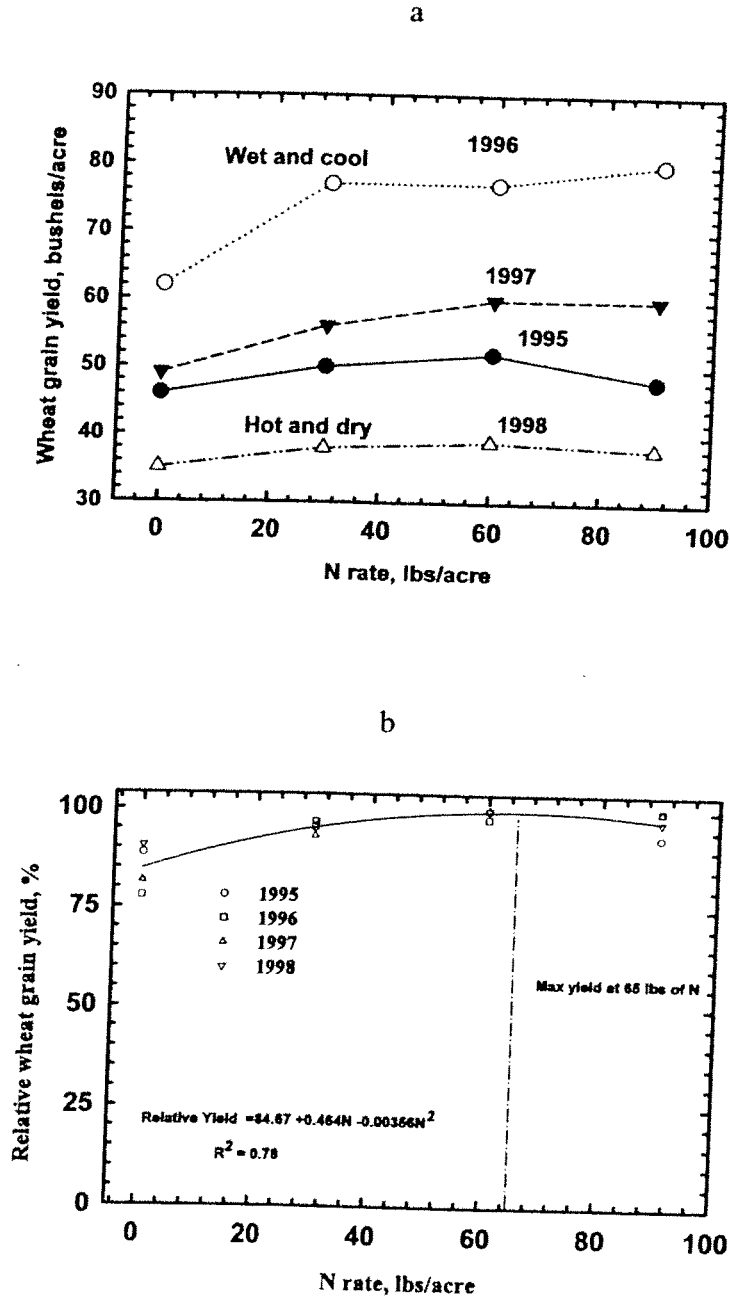 a
90
80
70
60
50
40
30
Wheat grain yield, bushels/acre
Wet and cool
1996
1997
1995
Hot and dry
1998
0 20 40 60 80 100
N rate, lbs/acre
b
100
75
50
25
0
Relative wheat grain yield, %
1995
1996
1997
1998
Max yield at 65 lbs of N
Relative Yield =84.67 +0.464N -0.00356N²
R² = 0.78
0 20 40 60 80 100
N rate, lbs/acre